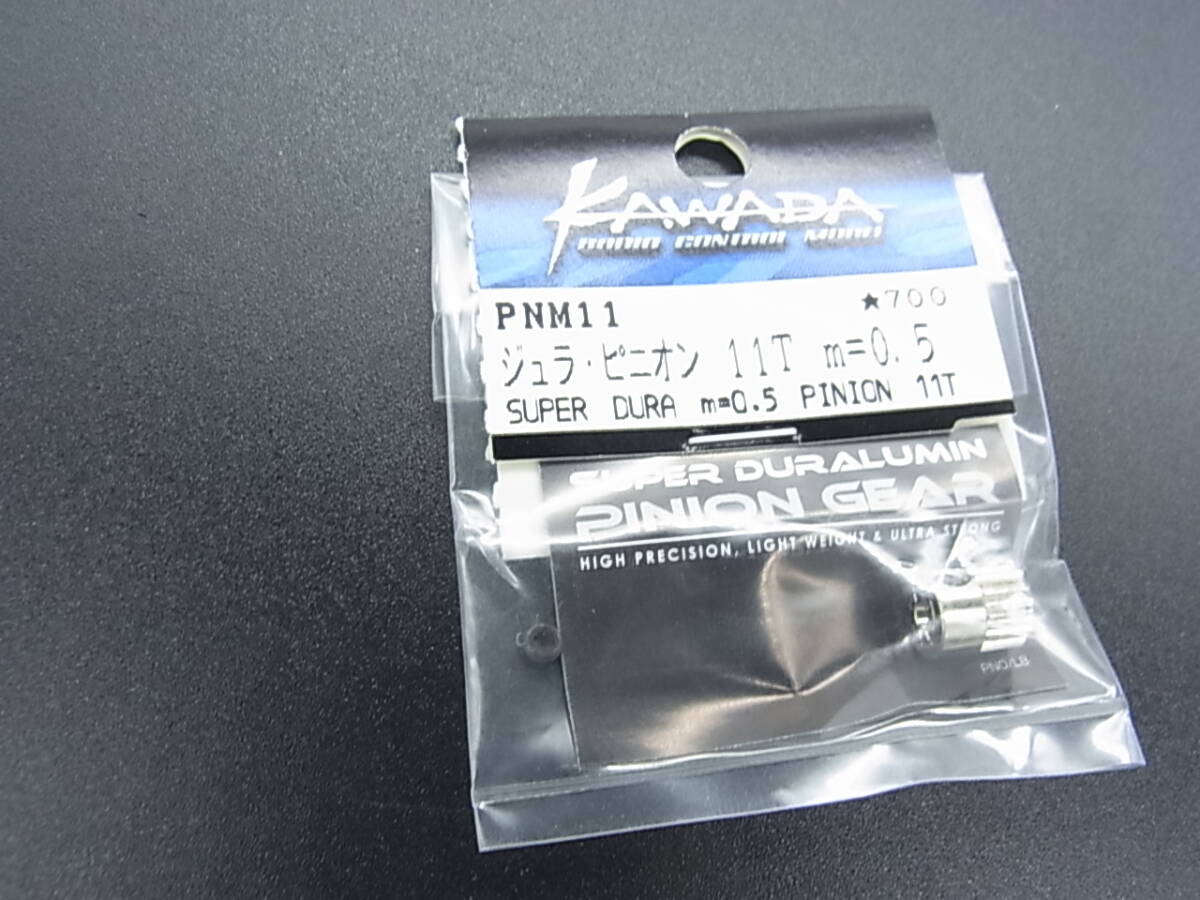 KAWADA
RADIO CONTROL MODEL
PNM11 ★700
ジュラ・ピニオン 11T m=0.5
SUPER DURA m=0.5 PINION 11T
SUPER DURALUMIN
PINION GEAR
HIGH PRECISION, LIGHT WEIGHT & ULTRA STRONG